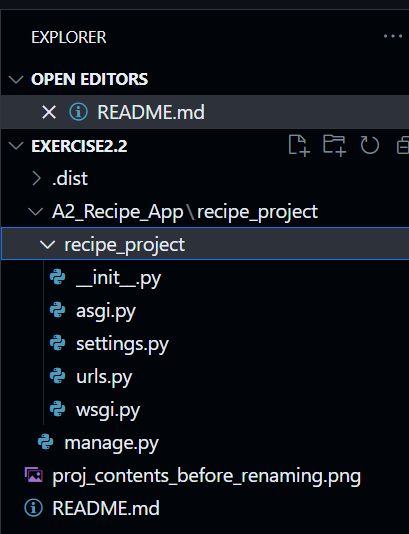 EXPLORER
OPEN EDITORS
README.md
EXERCISE2.2
.dist
A2_Recipe_App\recipe_project
recipe_project
__init__.py
asgi.py
settings.py
urls.py
wsgi.py
manage.py
proj_contents_before_renaming.png
README.md